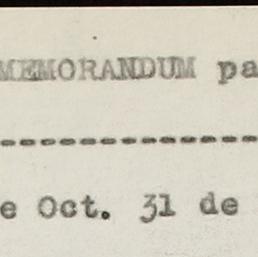 MEMORANDUM pa
--------------------
e Oct. 31 de